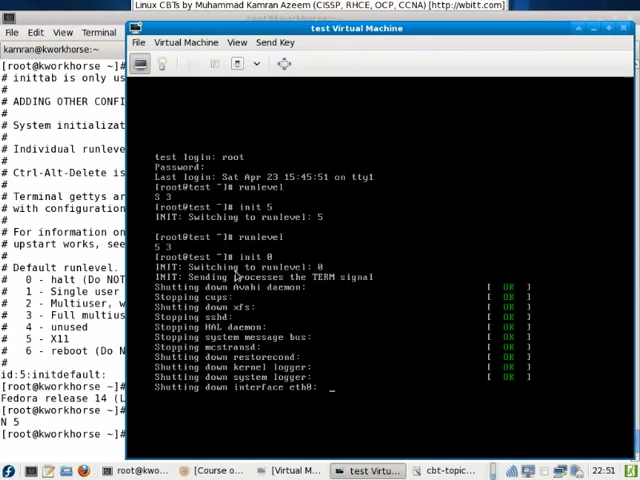 Linux CBTs by Muhammad Kamran Azeem (CISSP, RHCE, OCP, CCNA) [http://wbitt.com]
File Edit View Terminal
kamran@kworkhorse
[root@kworkhorse ~]#
# inittab is only us
#
# ADDING OTHER CONFI
#
# System initializat
#
# Individual runleve
#
# Ctrl-Alt-Delete is
#
# Terminal gettys ar
# with configuration
#
# For information on
# upstart works, see
#
# Default runlevel.
# 0 - halt (Do NOT
# 1 - Single user
# 2 - Multiuser, w
# 3 - Full multius
# 4 - unused
# 5 - X11
# 6 - reboot (Do N
#
id:5:initdefault:
[root@kworkhorse ~]#
Fedora release 14 (L
[root@kworkhorse ~]#
N 5
[root@kworkhorse ~]#
test Virtual Machine
File Virtual Machine View Send Key
test login: root
Password:
Last login: Sat Apr 23 15:45:51 on tty1
[root@test ~]# runlevel
S 3
[root@test ~]# init 5
INIT: Switching to runlevel: 5
[root@test ~]# runlevel
5 3
[root@test ~]# init 0
INIT: Switching to runlevel: 0
INIT: Sending processes the TERM signal
Shutting down Avahi daemon: [ OK ]
Stopping cups: [ OK ]
Shutting down xfs: [ OK ]
Stopping sshd: [ OK ]
Stopping HAL daemon: [ OK ]
Stopping system message bus: [ OK ]
Stopping mcstransd: [ OK ]
Shutting down restorecond: [ OK ]
Shutting down kernel logger: [ OK ]
Shutting down system logger: [ OK ]
Shutting down interface eth0: _
root@kwo...
[Course o...
[Virtual M...
test Virtu...
cbt-topic...
22:51